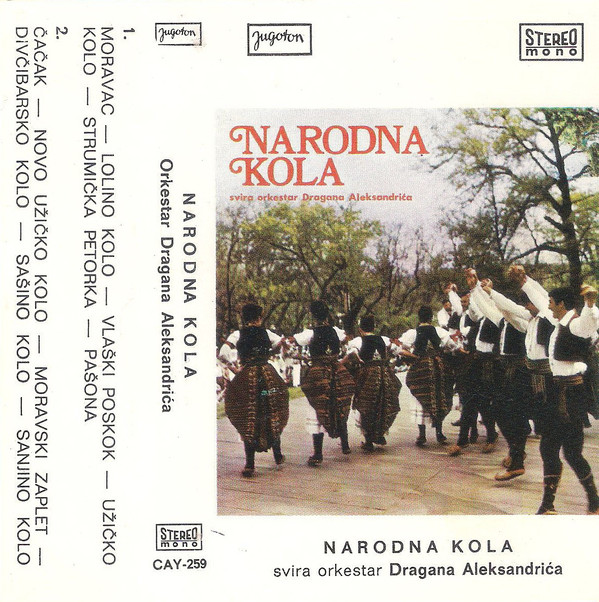 1.
MORAVAC — LOLINO KOLO — VLAŠKI POSKOK — UŽIČKO
KOLO — STRUMIČKA PETORKA — PAŠONA
2.
ČAČAK — NOVO UŽIČKO KOLO — MORAVSKI ZAPLET —
DiVČIBARSKO KOLO — SAŠINO KOLO — SANJINO KOLO
Jugoton
NARODNA KOLA
Orkestar Dragana Aleksandrića
STEREO
mono
CAY-259
Jugoton
STEREO
mono
NARODNA
KOLA
svira orkestar Dragana Aleksandrića
NARODNA KOLA
svira orkestar Dragana Aleksandrića